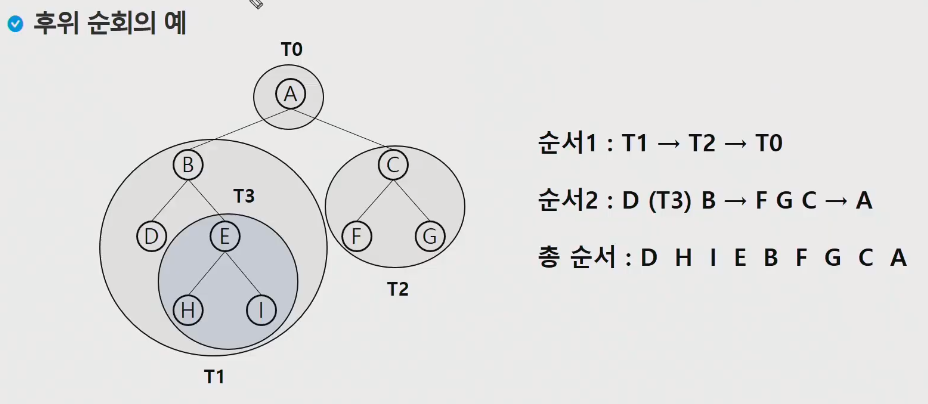 후위 순회의 예
T0
A
B
C
T3
D
E
F
G
H
I
T2
T1
순서1 : T1 → T2 → T0
순서2 : D (T3) B → F G C → A
총 순서 : D H I E B F G C A